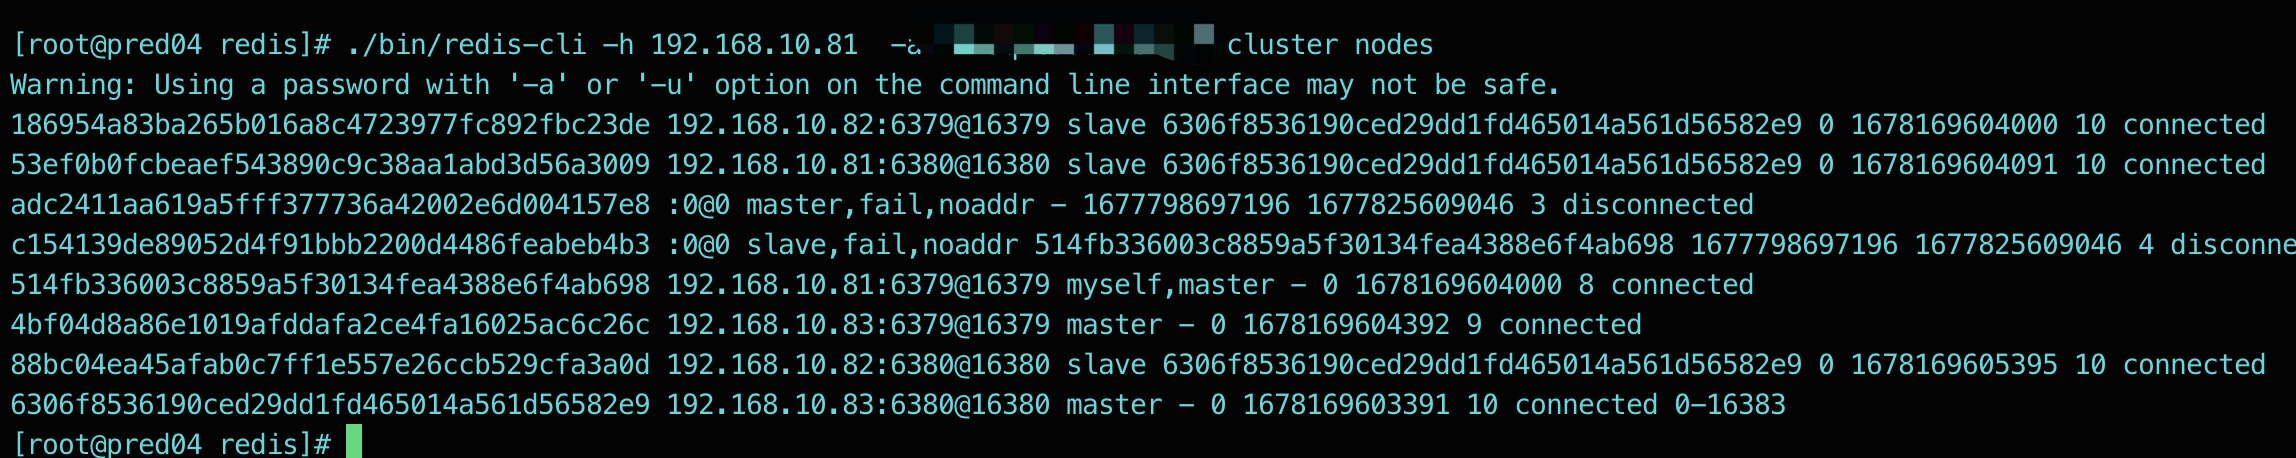 [root@pred04 redis]# ./bin/redis-cli -h 192.168.10.81 -a cluster nodes
Warning: Using a password with '-a' or '-u' option on the command line interface may not be safe.
186954a83ba265b016a8c4723977fc892fbc23de 192.168.10.82:6379@16379 slave 6306f8536190ced29dd1fd465014a561d56582e9 0 1678169604000 10 connected
53ef0b0fcbeaef543890c9c38aa1abd3d56a3009 192.168.10.81:6380@16380 slave 6306f8536190ced29dd1fd465014a561d56582e9 0 1678169604091 10 connected
adc2411aa619a5fff377736a42002e6d004157e8 :0@0 master,fail,noaddr - 1677798697196 1677825609046 3 disconnected
c154139de89052d4f91bbb2200d4486feabeb4b3 :0@0 slave,fail,noaddr 514fb336003c8859a5f30134fea4388e6f4ab698 1677798697196 1677825609046 4 disconne
514fb336003c8859a5f30134fea4388e6f4ab698 192.168.10.81:6379@16379 myself,master - 0 1678169604000 8 connected
4bf04d8a86e1019afddafa2ce4fa16025ac6c26c 192.168.10.83:6379@16379 master - 0 1678169604392 9 connected
88bc04ea45afab0c7ff1e557e26ccb529cfa3a0d 192.168.10.82:6380@16380 slave 6306f8536190ced29dd1fd465014a561d56582e9 0 1678169605395 10 connected
6306f8536190ced29dd1fd465014a561d56582e9 192.168.10.83:6380@16380 master - 0 1678169603391 10 connected 0-16383
[root@pred04 redis]#